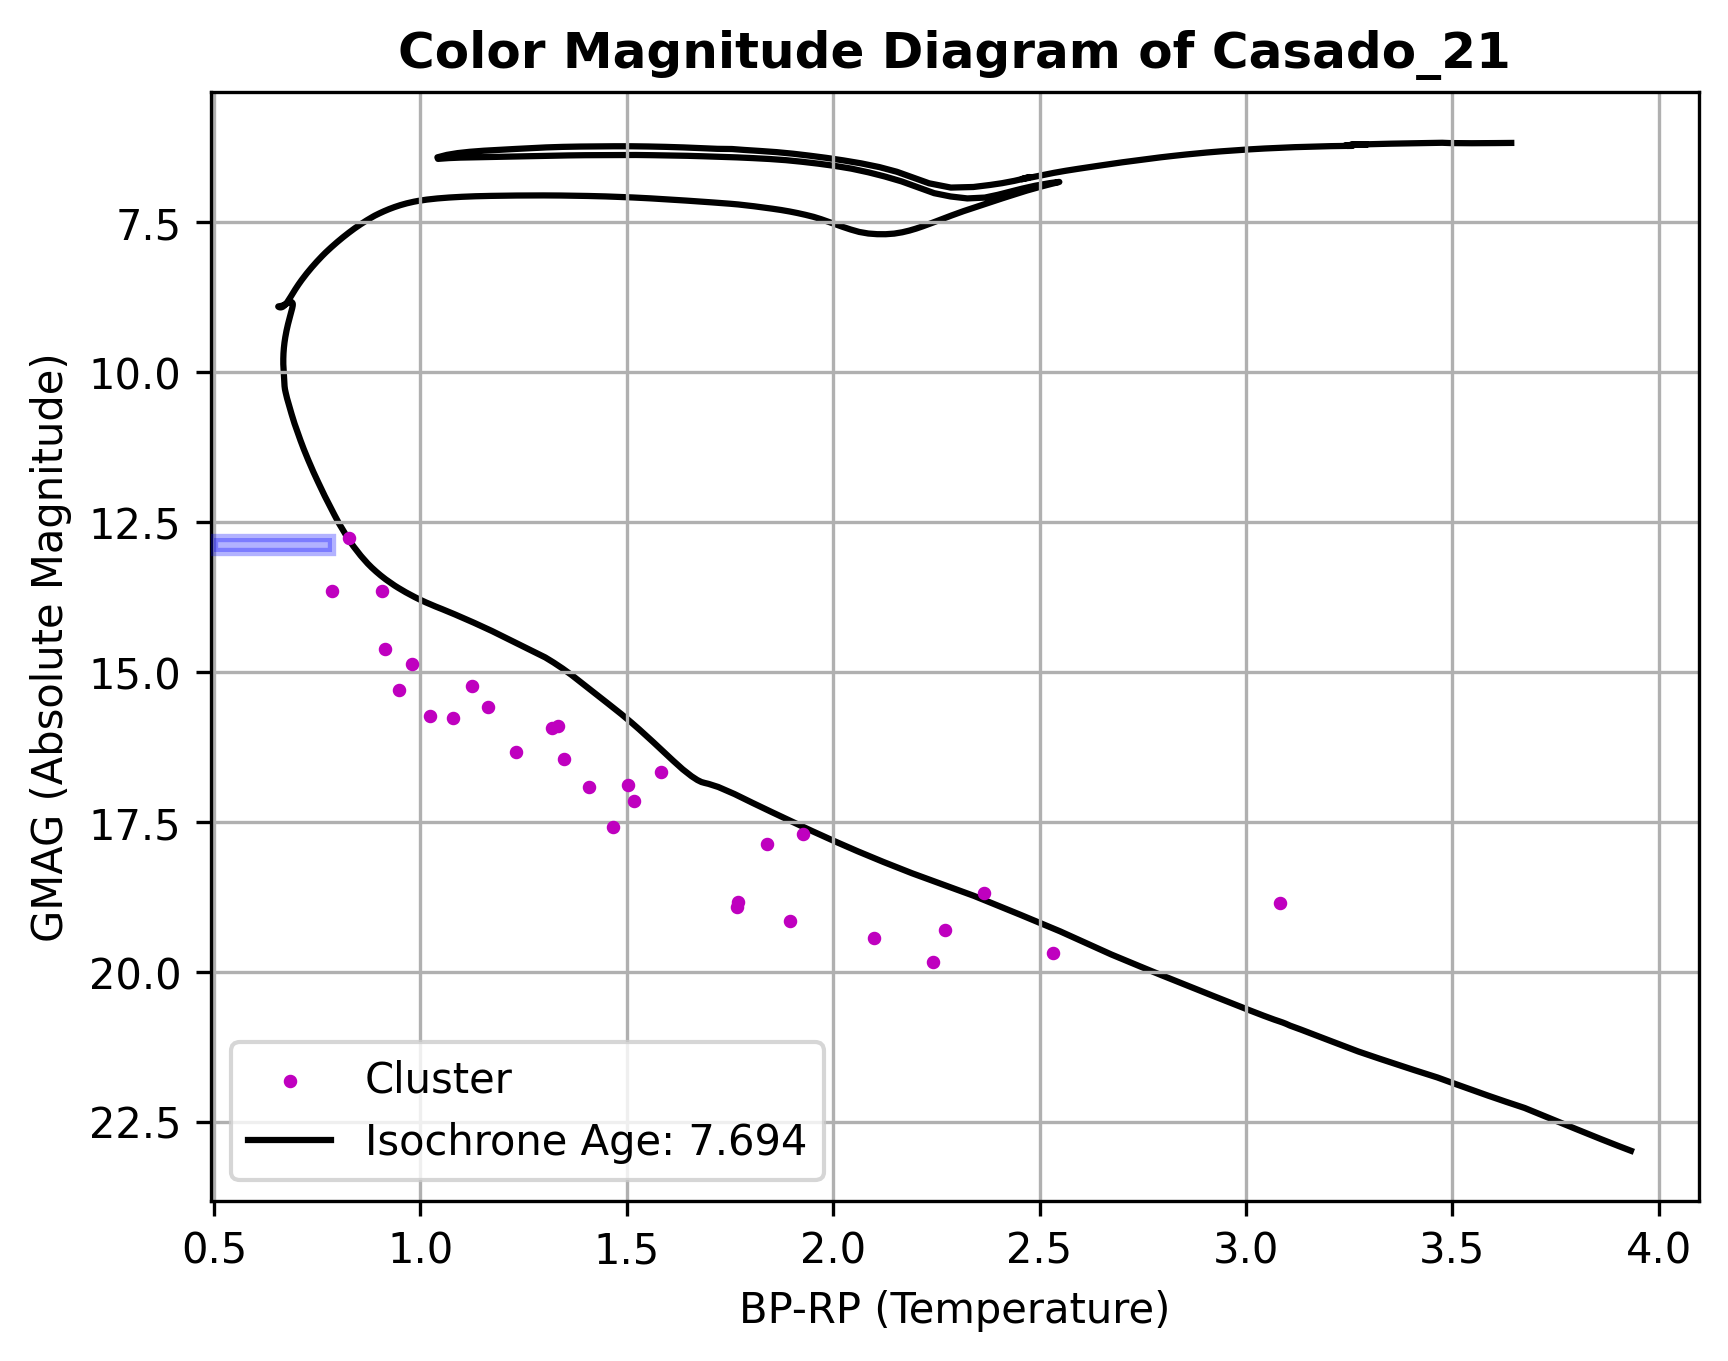 Color Magnitude Diagram of Casado_21
GMAG (Absolute Magnitude)
7.5
10.0
12.5
15.0
17.5
20.0
22.5
Cluster
Isochrone Age: 7.694
0.5 1.0 1.5 2.0 2.5 3.0 3.5 4.0
BP-RP (Temperature)